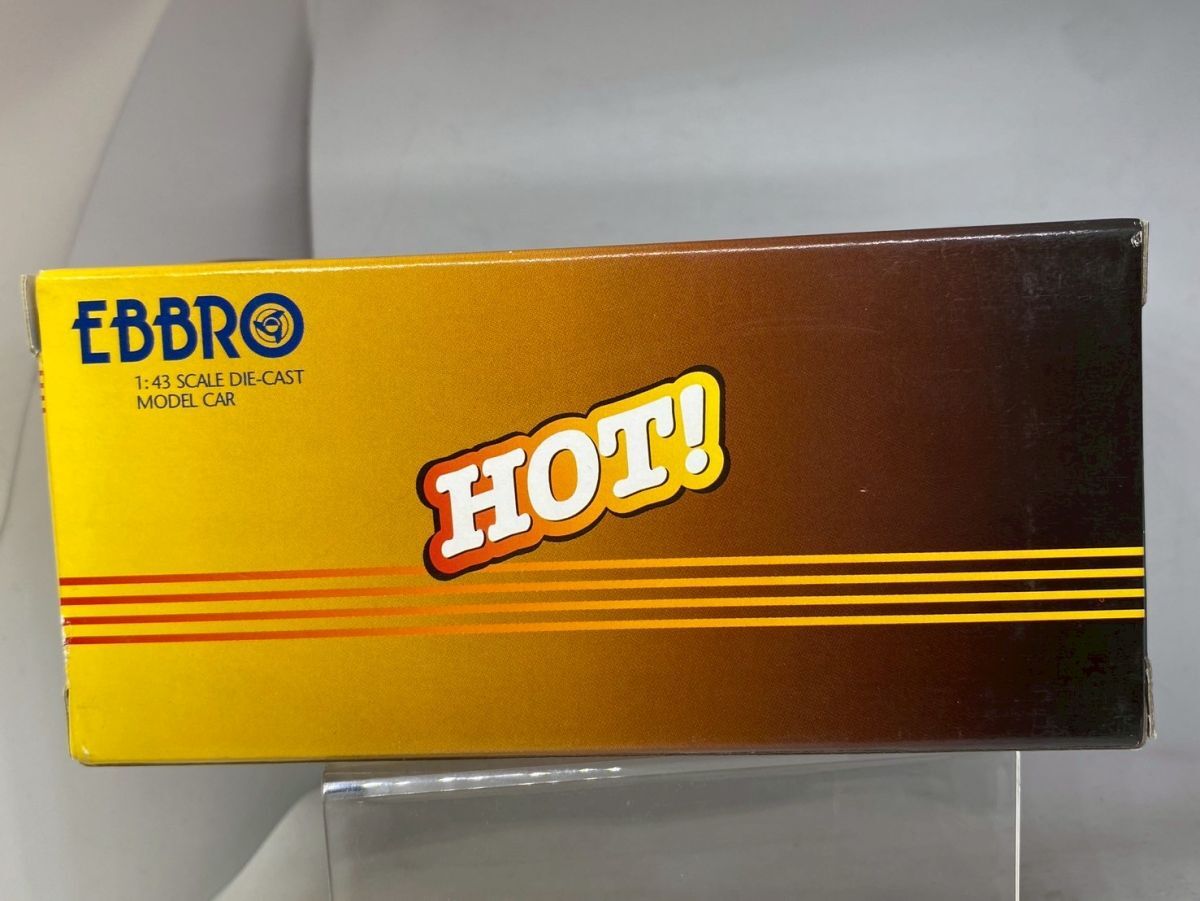 EBBRO
1:43 SCALE DIE-CAST
MODEL CAR
HOT!